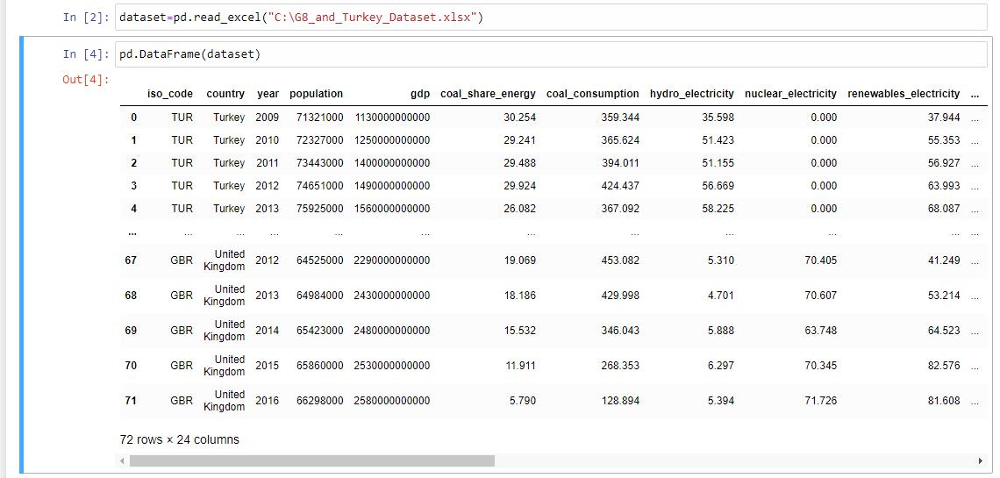 In [2]: dataset=pd.read_excel("C:\G8_and_Turkey_Dataset.xlsx")
In [4]: pd.DataFrame(dataset)
Out[4]:
iso_code country year population gdp coal_share_energy coal_consumption hydro_electricity nuclear_electricity renewables_electricity ...
0 TUR Turkey 2009 71321000 1130000000000 30.254 359.344 35.598 0.000 37.944 ...
1 TUR Turkey 2010 72327000 1250000000000 29.241 365.624 51.423 0.000 55.353 ...
2 TUR Turkey 2011 73443000 1400000000000 29.488 394.011 51.155 0.000 56.927 ...
3 TUR Turkey 2012 74651000 1490000000000 29.924 424.437 56.669 0.000 63.993 ...
4 TUR Turkey 2013 75925000 1560000000000 26.082 367.092 58.225 0.000 68.087 ...
... ... ... ... ... ... ... ... ... ... ... ...
67 GBR United Kingdom 2012 64525000 2290000000000 19.069 453.082 5.310 70.405 41.249 ...
68 GBR United Kingdom 2013 64984000 2430000000000 18.186 429.998 4.701 70.607 53.214 ...
69 GBR United Kingdom 2014 65423000 2480000000000 15.532 346.043 5.888 63.748 64.523 ...
70 GBR United Kingdom 2015 65860000 2530000000000 11.911 268.353 6.297 70.345 82.576 ...
71 GBR United Kingdom 2016 66298000 2580000000000 5.790 128.894 5.394 71.726 81.608 ...
72 rows × 24 columns